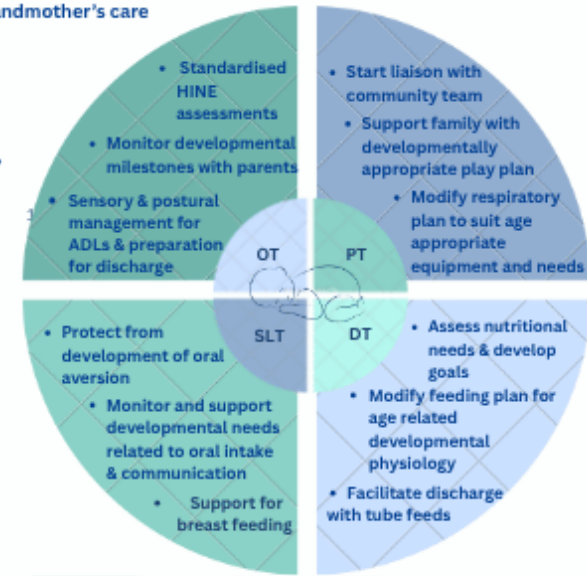 andmother's care
• Standardised
HINE
assessments
• Monitor developmental
milestones with parents
• Sensory & postural
management for
ADLs & preparation
for discharge
• Start liaison with
community team
• Support family with
developmentally
appropriate play plan
• Modify respiratory
plan to suit age
appropriate
equipment and needs
OT
PT
SLT
DT
• Protect from
development of oral
aversion
• Monitor and support
developmental needs
related to oral intake
& communication
• Support for
breast feeding
• Assess nutritional
needs & develop
goals
• Modify feeding plan for
age related
developmental
physiology
• Facilitate discharge
with tube feeds